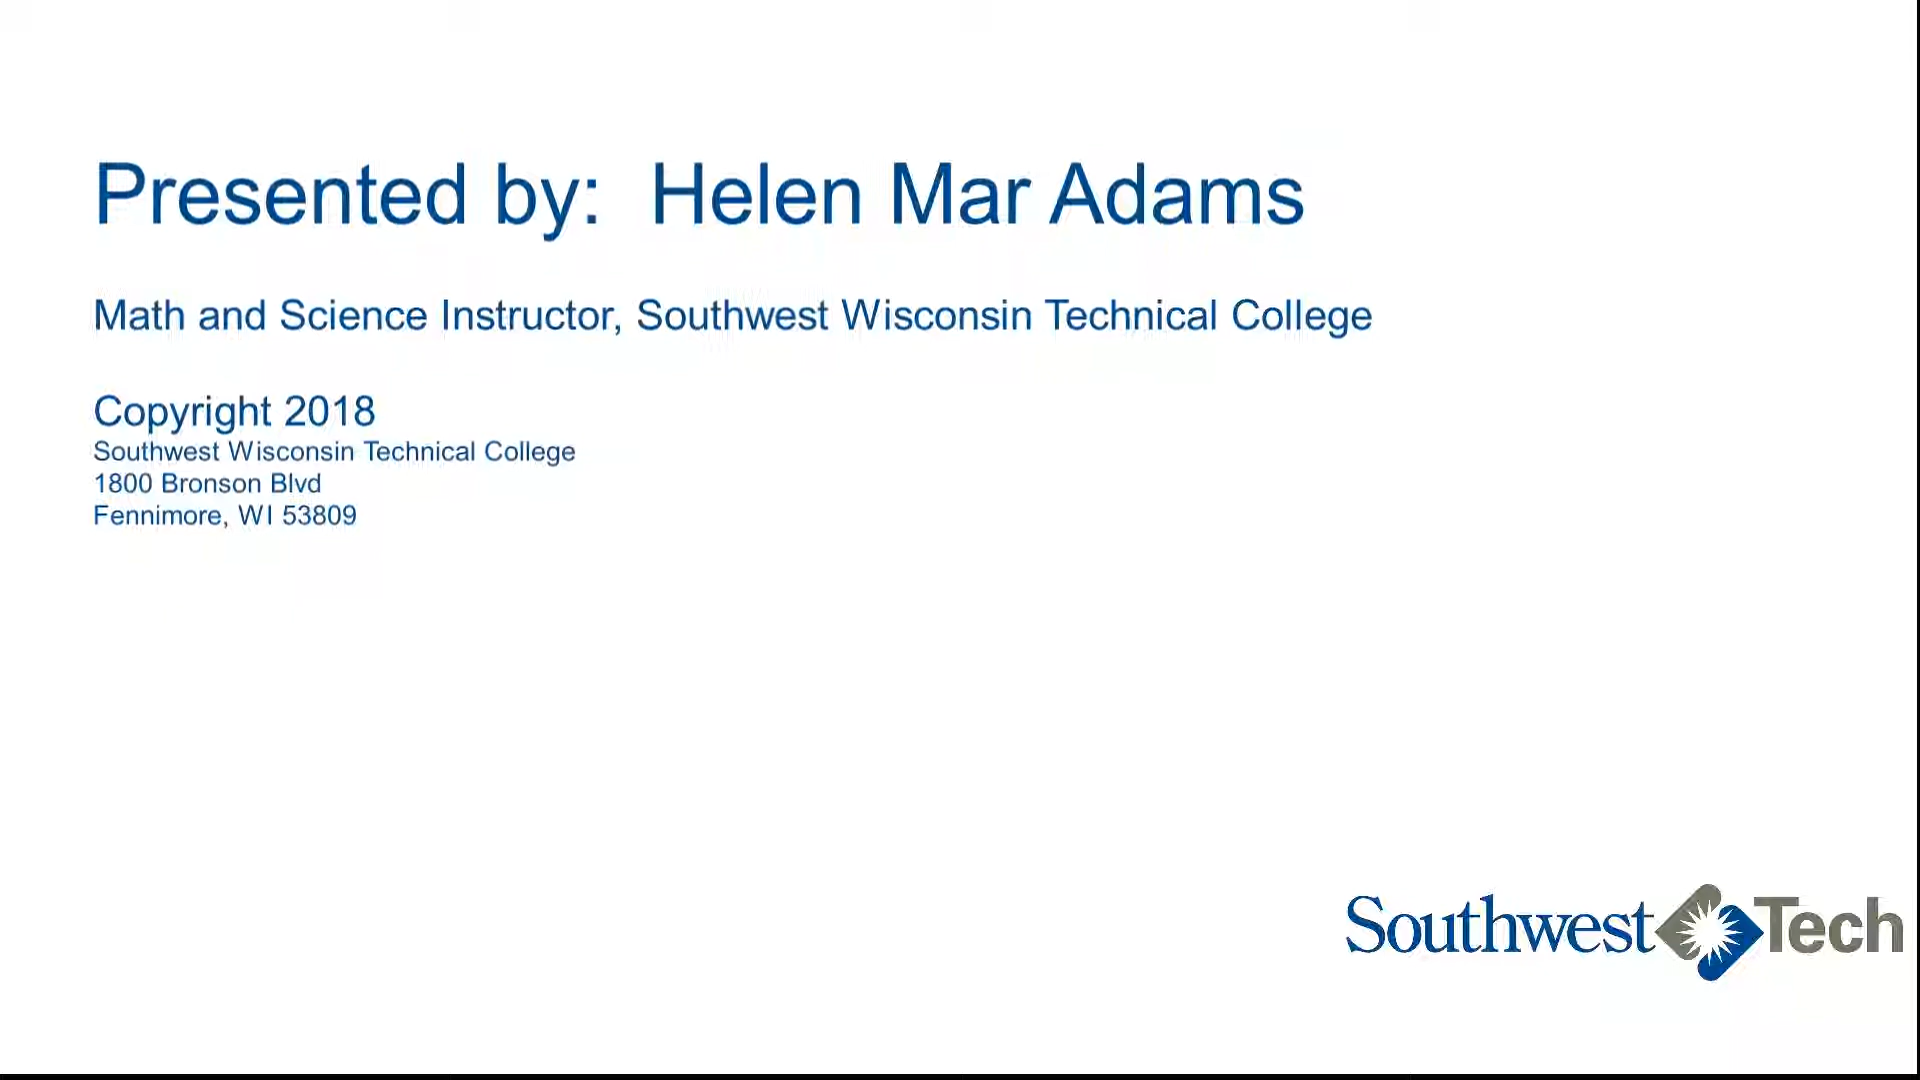 Presented by:  Helen Mar Adams
Math and Science Instructor, Southwest Wisconsin Technical College
Copyright 2018
Southwest Wisconsin Technical College
1800 Bronson Blvd
Fennimore, WI 53809
Southwest Tech